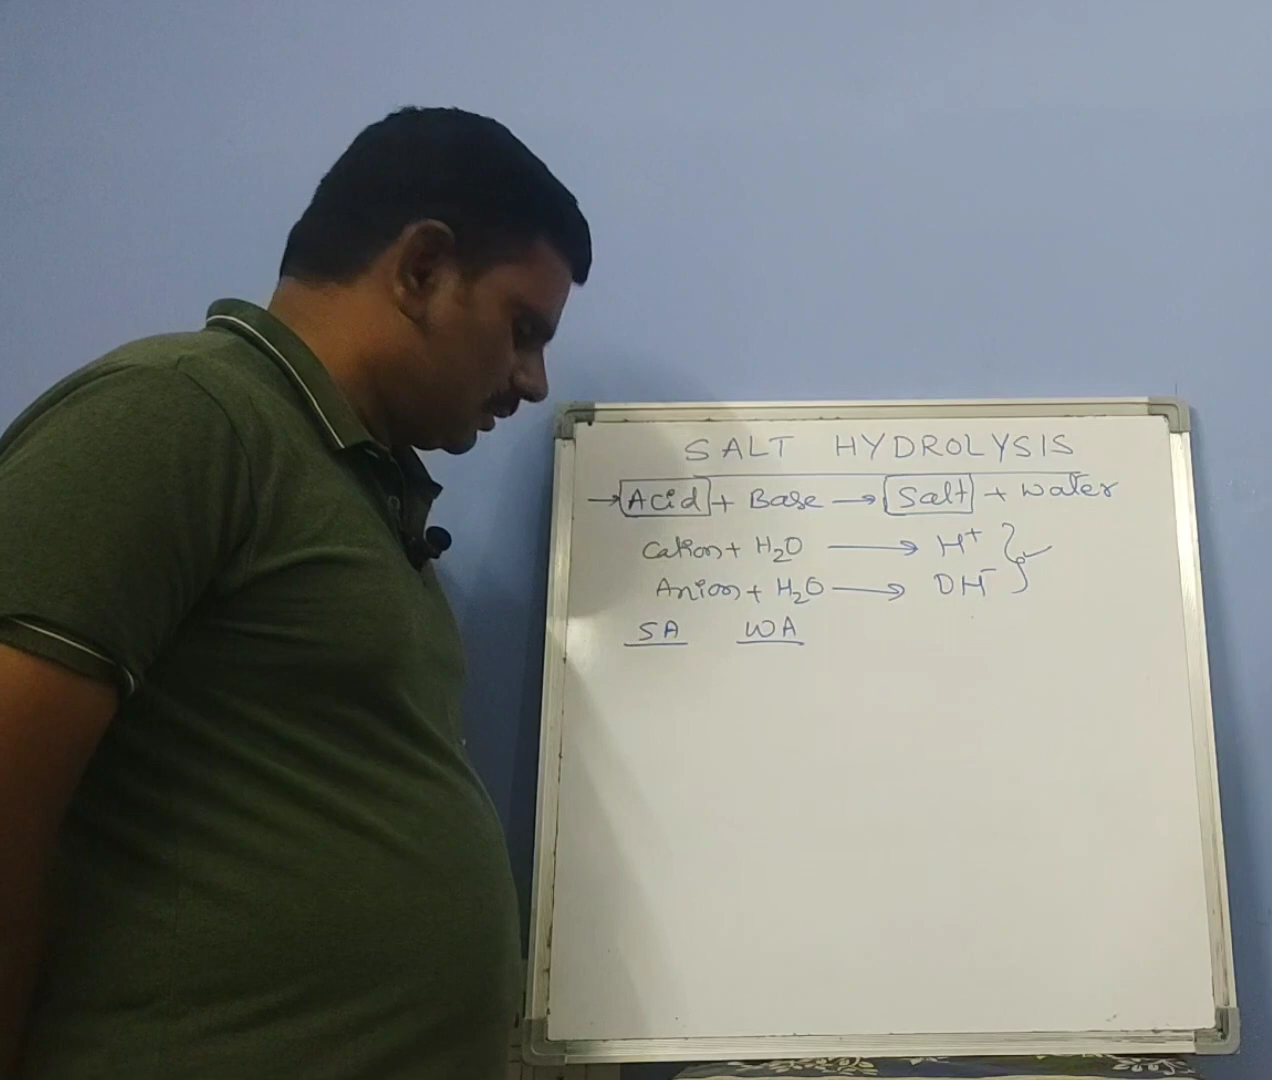 SALT HYDROLYSIS
→ Acid + Base → Salt + water
Cation + H₂O → H⁺
Anion + H₂O → OH⁻
SA WA